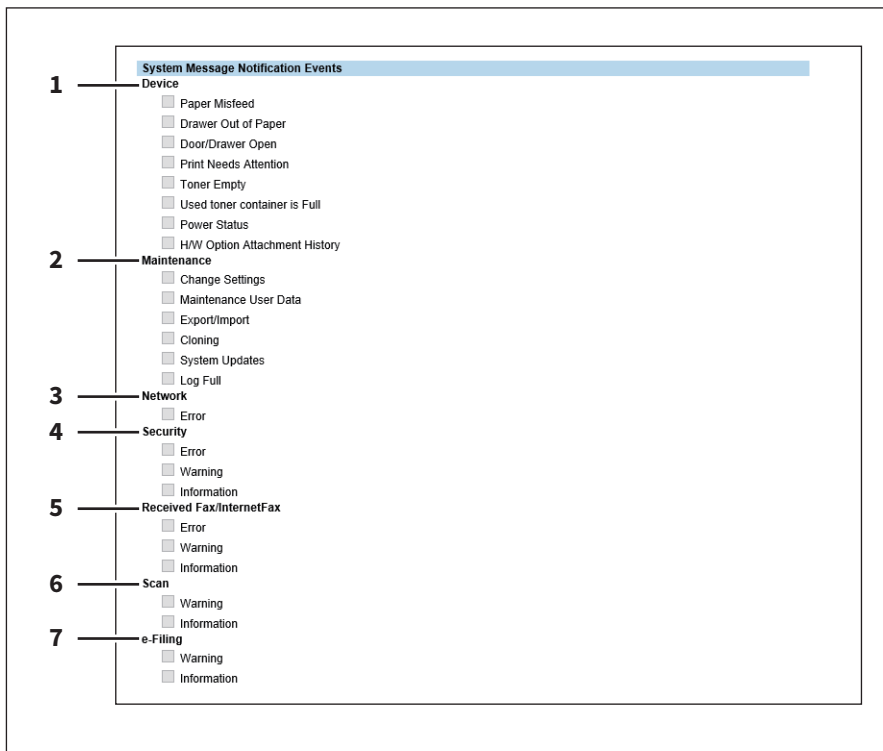 System Message Notification Events
1 Device
Paper Misfeed
Drawer Out of Paper
Door/Drawer Open
Print Needs Attention
Toner Empty
Used toner container is Full
Power Status
H/W Option Attachment History
2 Maintenance
Change Settings
Maintenance User Data
Export/Import
Cloning
System Updates
Log Full
3 Network
Error
4 Security
Error
Warning
Information
5 Received Fax/InternetFax
Error
Warning
Information
6 Scan
Warning
Information
7 e-Filing
Warning
Information